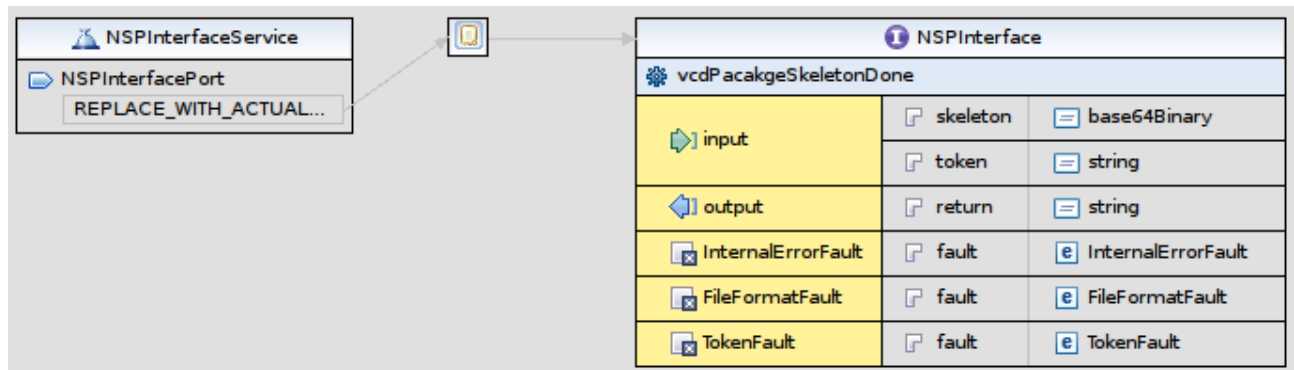 NSPInterfaceService
NSPInterfacePort
REPLACE_WITH_ACTUAL...
I NSPInterface
vcdPacakgeSkeletonDone
input
skeleton
base64Binary
token
string
output
return
string
InternalErrorFault
fault
e InternalErrorFault
FileFormatFault
fault
e FileFormatFault
TokenFault
fault
e TokenFault